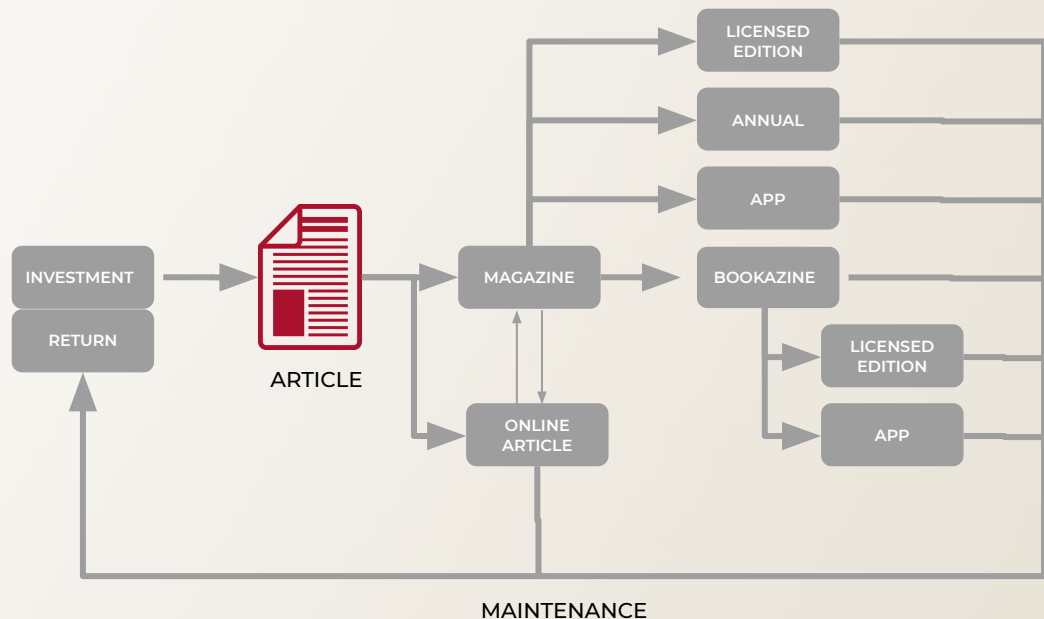 LICENSED
EDITION
ANNUAL
APP
INVESTMENT
RETURN
ARTICLE
MAGAZINE
BOOKAZINE
ONLINE
ARTICLE
LICENSED
EDITION
APP
MAINTENANCE